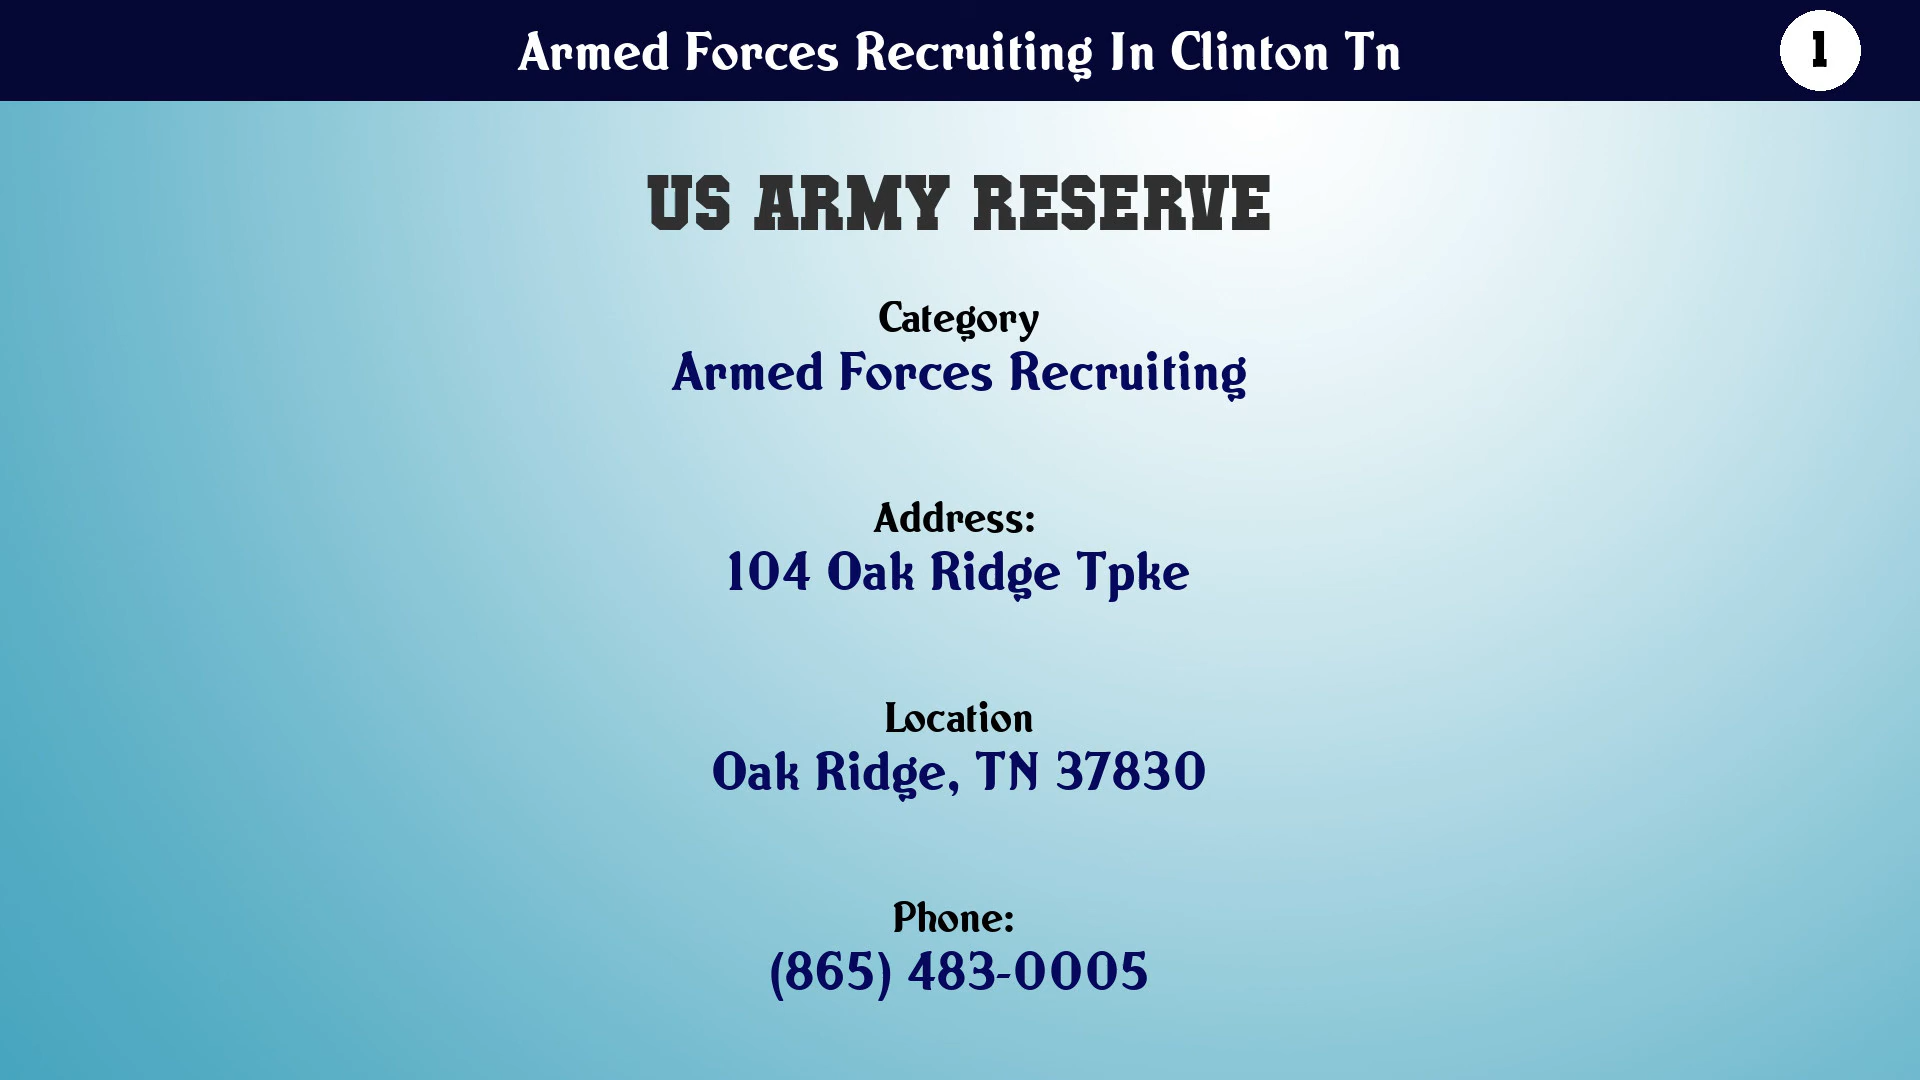 Armed Forces Recruiting In Clinton Tn
1
US ARMY RESERVE
Category
Armed Forces Recruiting
Address:
104 Oak Ridge Tpke
Location
Oak Ridge, TN 37830
Phone:
(865) 483-0005